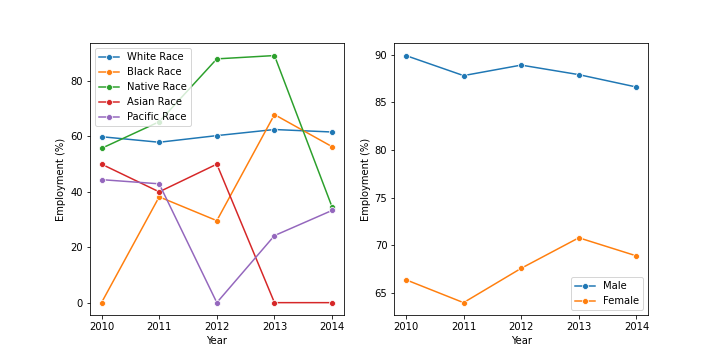 White Race
Black Race
Native Race
Asian Race
Pacific Race
80
60
40
20
0
Employment (%)
2010 2011 2012 2013 2014
Year
90
85
80
75
70
65
Employment (%)
Male
Female
2010 2011 2012 2013 2014
Year